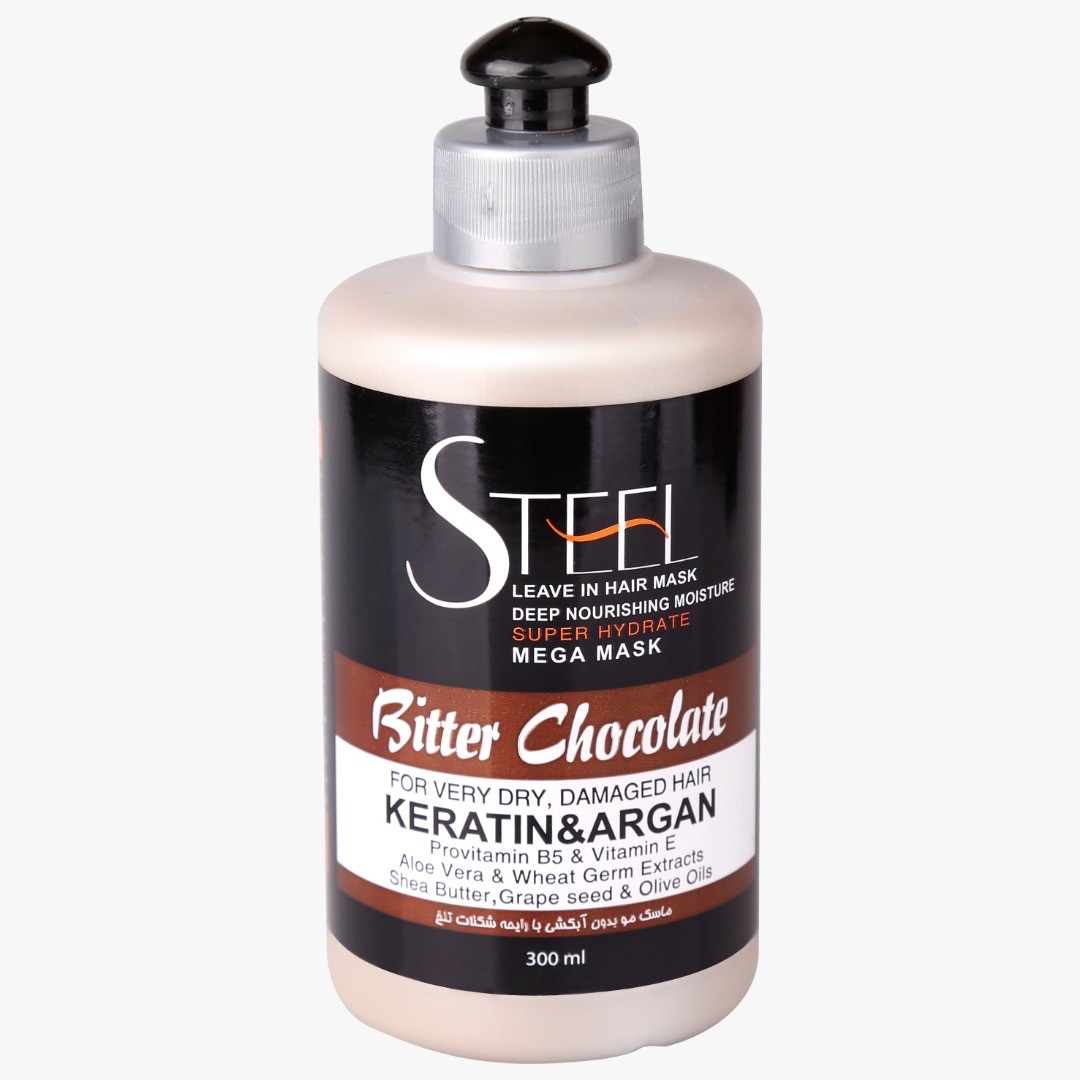 STEEL
LEAVE IN HAIR MASK
DEEP NOURISHING MOISTURE
SUPER HYDRATE
MEGA MASK
Bitter Chocolate
FOR VERY DRY, DAMAGED HAIR
KERATIN&ARGAN
Provitamin B5 & Vitamin E
Aloe Vera & Wheat Germ Extracts
Shea Butter,Grape seed & Olive Oils
ماسک مو بدون آبکشی با رایحه شکلات تلخ
300 ml